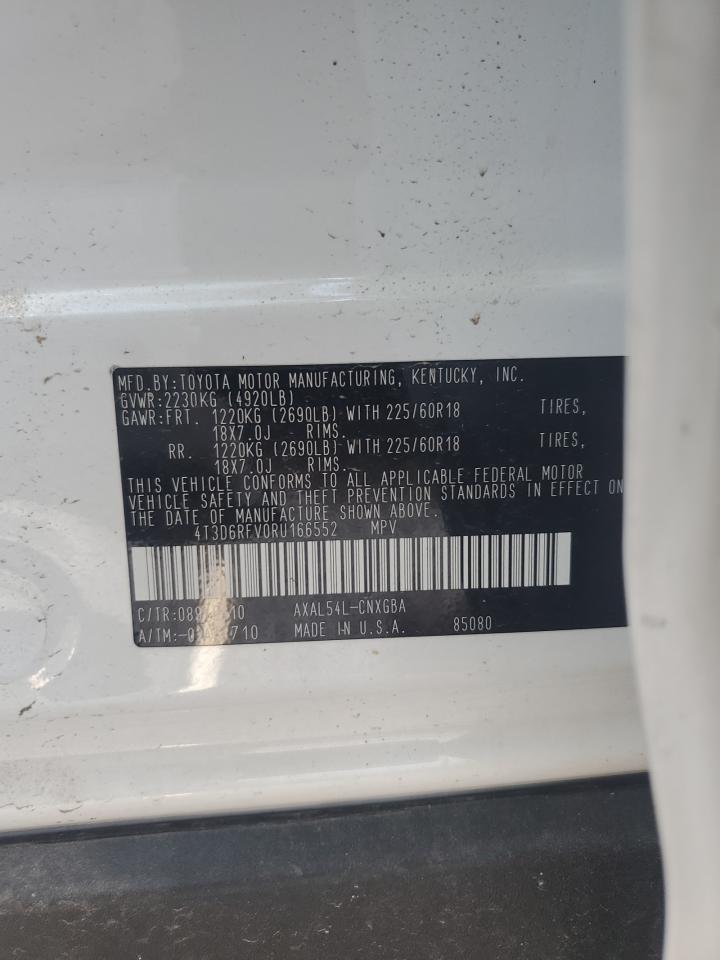 MFD.BY:TOYOTA MOTOR MANUFACTURING, KENTUCKY, INC.
GVWR:2230KG (4920LB)
GAWR:FRT. 1220KG (2690LB) WITH 225/60R18 TIRES,
18X7.0J RIMS.
RR. 1220KG (2690LB) WITH 225/60R18 TIRES,
18X7.0J RIMS.
THIS VEHICLE CONFORMS TO ALL APPLICABLE FEDERAL MOTOR
VEHICLE SAFETY AND THEFT PREVENTION STANDARDS IN EFFECT ON
THE DATE OF MANUFACTURE SHOWN ABOVE.
4T3D6RFV0RU166552 MPV
C/TR: AXAL54L-CNXGBA
A/TM: MADE IN U.S.A. 85080